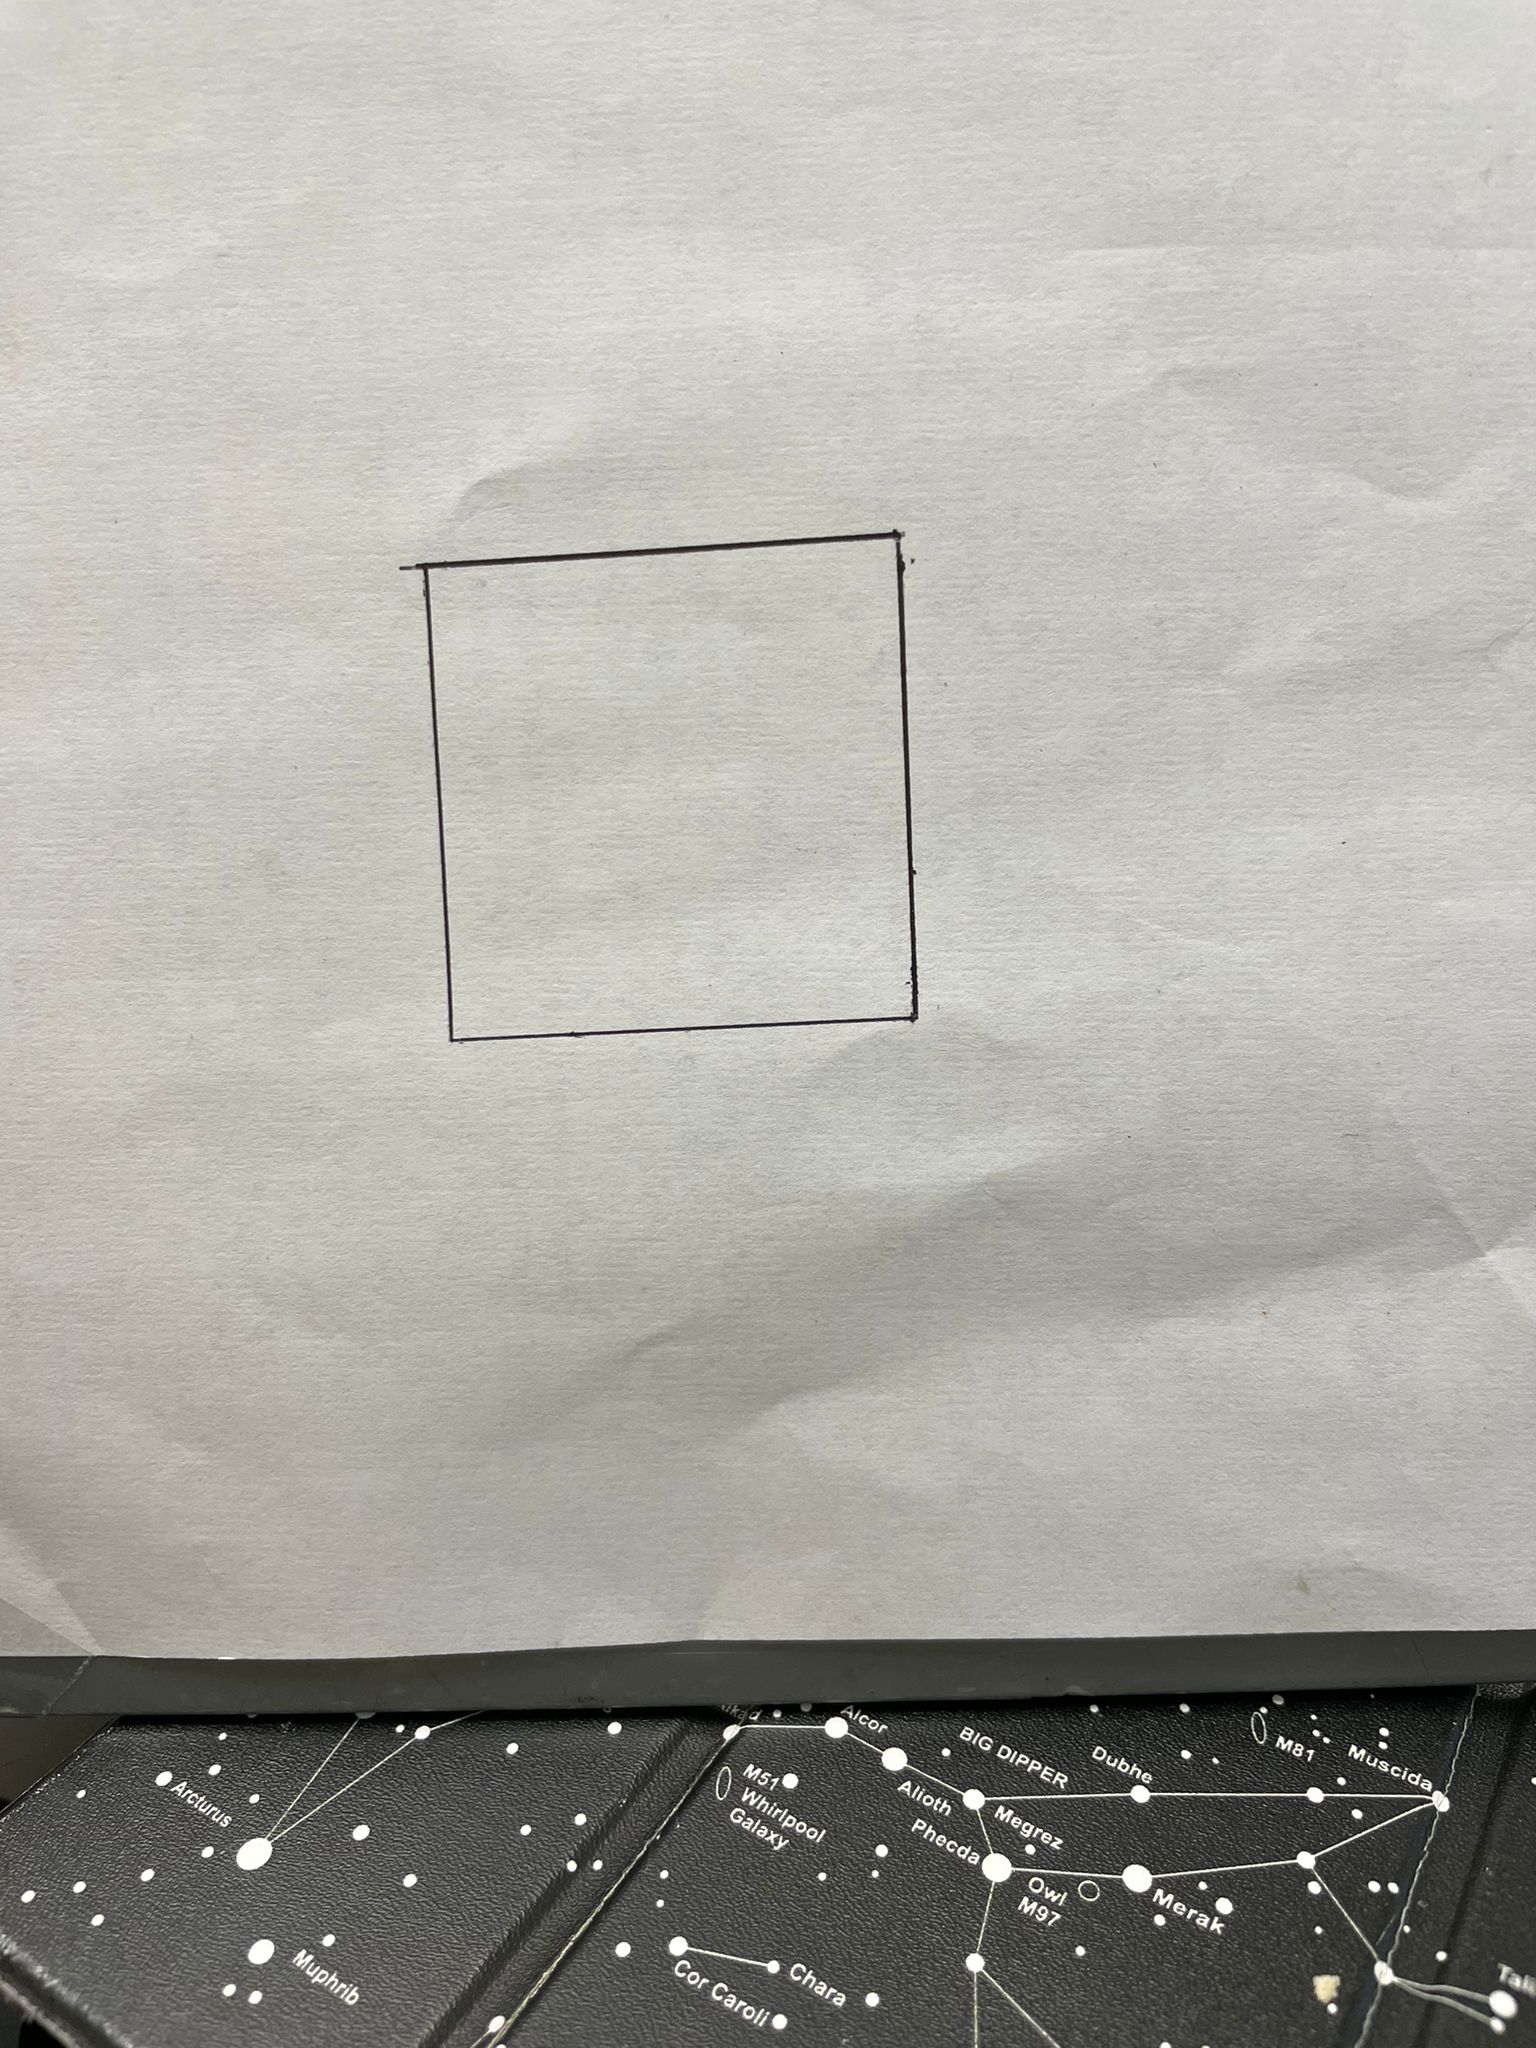 Alcor
BIG DIPPER
Dubhe
M81
Muscida
Arcturus
M51
Whirlpool
Galaxy
Alioth
Megrez
Phecda
Owl
M97
Merak
Muphrib
Cor Caroli
Chara